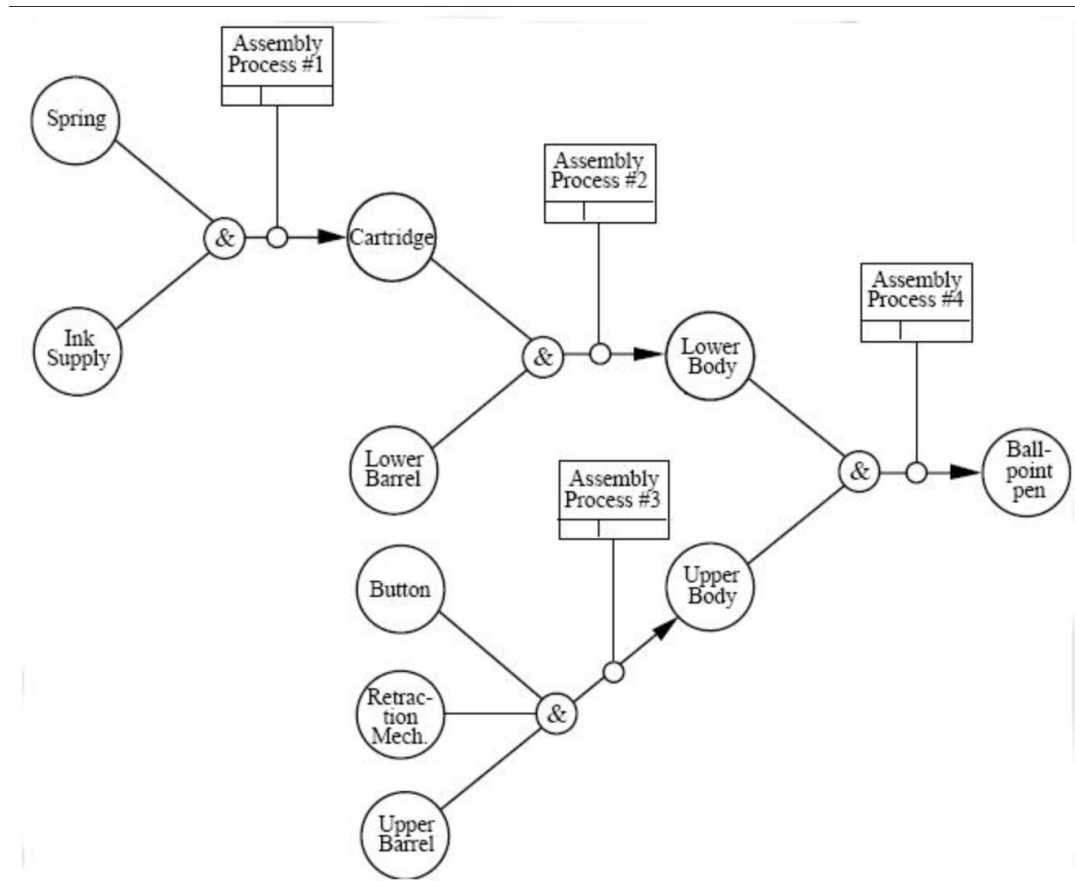 Assembly
Process #1
Spring
&
Cartridge
Ink
Supply
Assembly
Process #2
&
Lower
Body
Lower
Barrel
Assembly
Process #4
&
Ball-
point
pen
Assembly
Process #3
Upper
Body
Button
Retrac-
tion
Mech.
&
Upper
Barrel